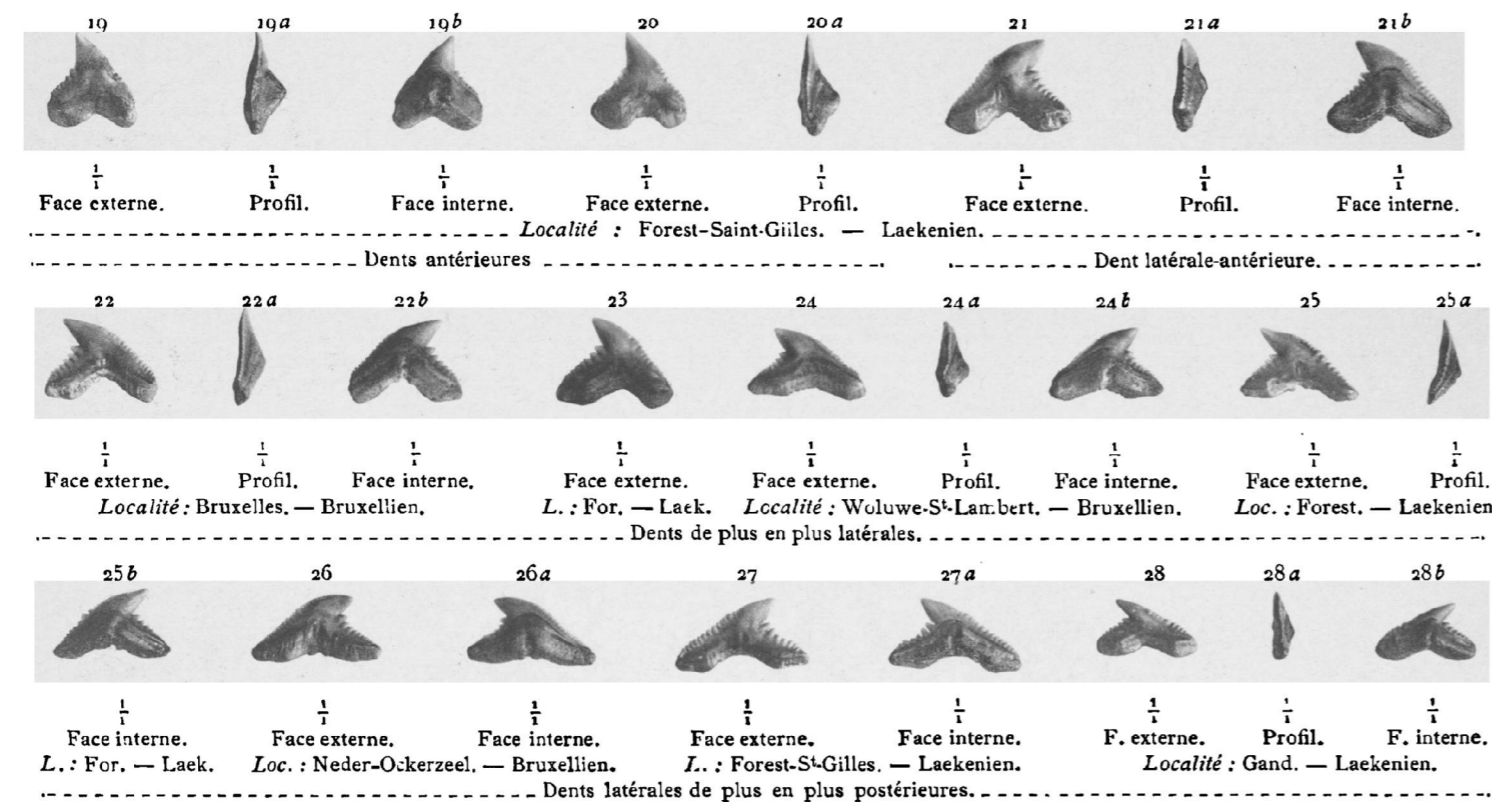 19 19a 19b 20 20a 21 21a 21b
1/1 1/1 1/1 1/1 1/1 1/1 1/1 1/1
Face externe. Profil. Face interne. Face externe. Profil. Face externe. Profil. Face interne.
Localité : Forest-Saint-Gilles. — Laekenien.
Dents antérieures Dent latérale-antérieure.
22 22a 22b 23 24 24a 24b 25 25a
1/1 1/1 1/1 1/1 1/1 1/1 1/1 1/1 1/1
Face externe. Profil. Face interne. Face externe. Face externe. Profil. Face interne. Face externe. Profil.
Localité : Bruxelles. — Bruxellien. L. : For. — Laek. Localité : Woluwe-St-Lambert. — Bruxellien. Loc. : Forest. — Laekenien
Dents de plus en plus latérales.
25b 26 26a 27 27a 28 28a 28b
1/1 1/1 1/1 1/1 1/1 1/1 1/1 1/1
Face interne. Face externe. Face interne. Face externe. Face interne. F. externe. Profil. F. interne.
L. : For. — Laek. Loc. : Neder-Ockerzeel. — Bruxellien. L. : Forest-St-Gilles. — Laekenien. Localité : Gand. — Laekenien.
Dents latérales de plus en plus postérieures.